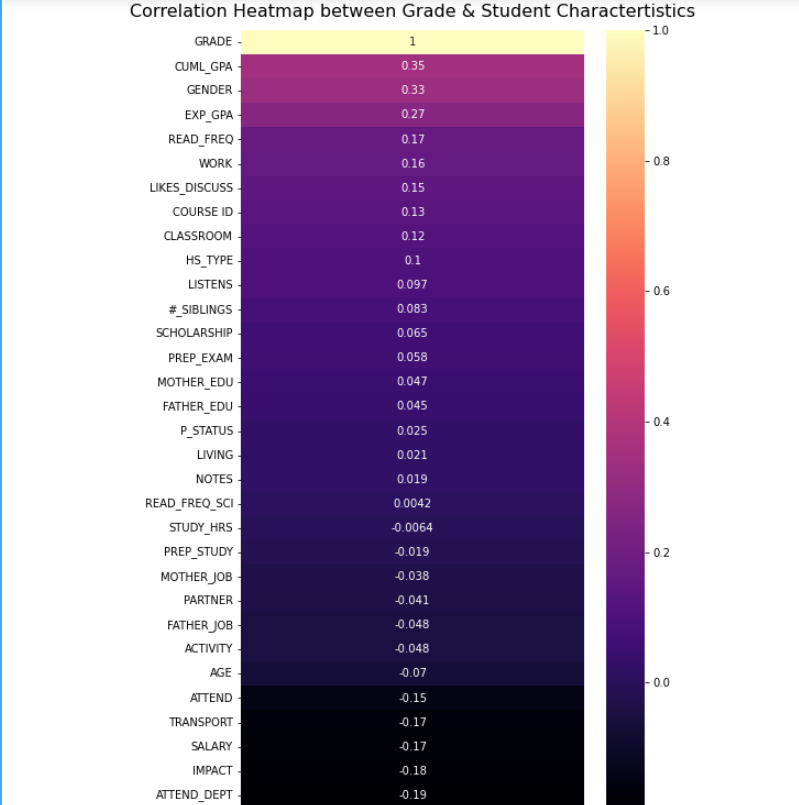 Correlation Heatmap between Grade & Student Charactertistics
GRADE 1
CUML_GPA 0.35
GENDER 0.33
EXP_GPA 0.27
READ_FREQ 0.17
WORK 0.16
LIKES_DISCUSS 0.15
COURSE ID 0.13
CLASSROOM 0.12
HS_TYPE 0.1
LISTENS 0.097
#_SIBLINGS 0.083
SCHOLARSHIP 0.065
PREP_EXAM 0.058
MOTHER_EDU 0.047
FATHER_EDU 0.045
P_STATUS 0.025
LIVING 0.021
NOTES 0.019
READ_FREQ_SCI 0.0042
STUDY_HRS -0.0064
PREP_STUDY -0.019
MOTHER_JOB -0.038
PARTNER -0.041
FATHER_JOB -0.048
ACTIVITY -0.048
AGE -0.07
ATTEND -0.15
TRANSPORT -0.17
SALARY -0.17
IMPACT -0.18
ATTEND_DEPT -0.19
1.0
0.8
0.6
0.4
0.2
0.0